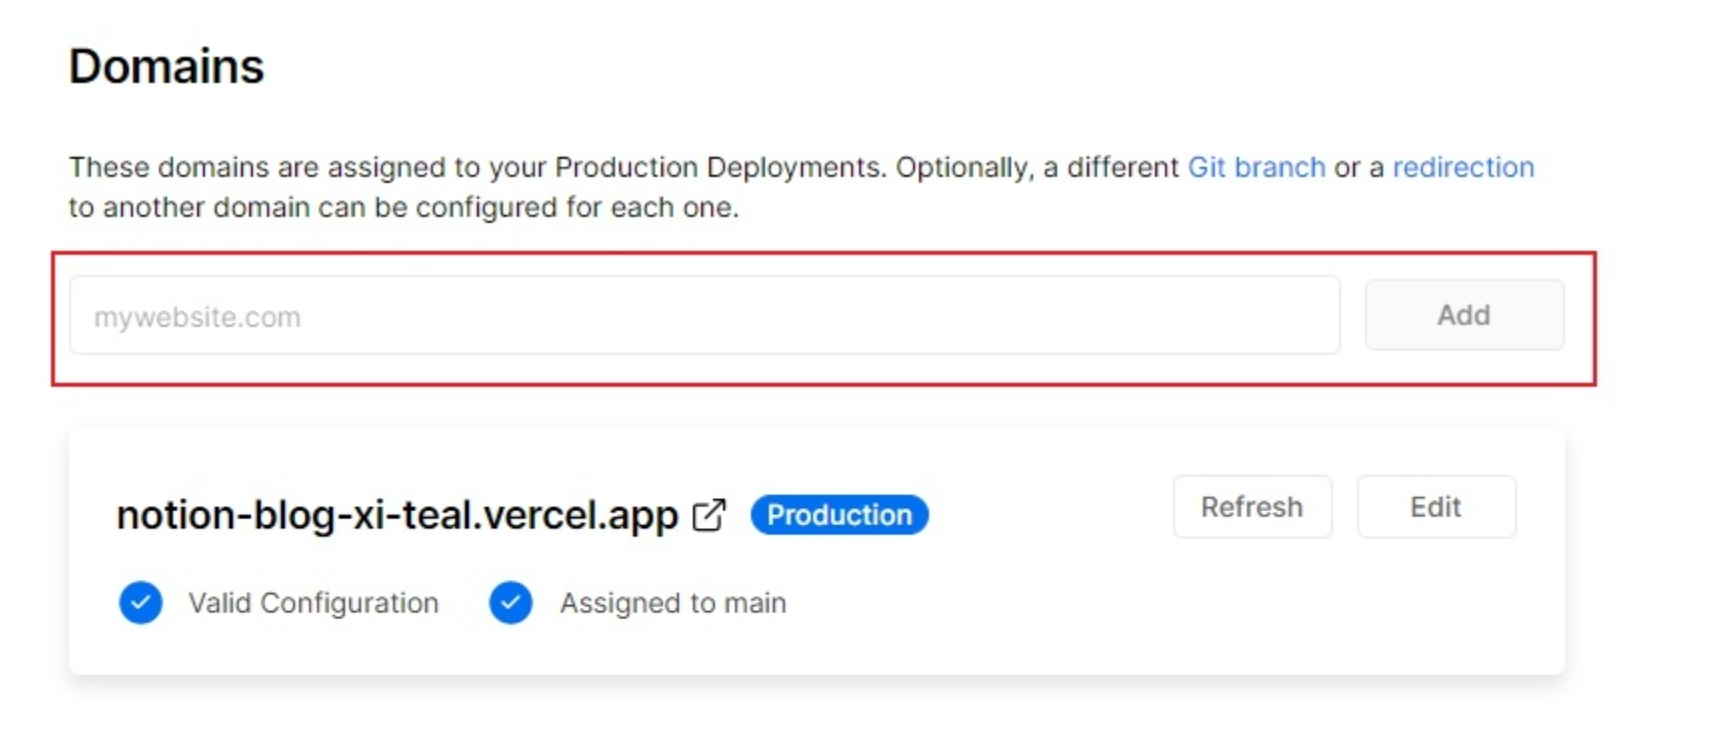 Domains
These domains are assigned to your Production Deployments. Optionally, a different Git branch or a redirection
to another domain can be configured for each one.
mywebsite.com
Add
notion-blog-xi-teal.vercel.app
Production
Refresh
Edit
Valid Configuration
Assigned to main